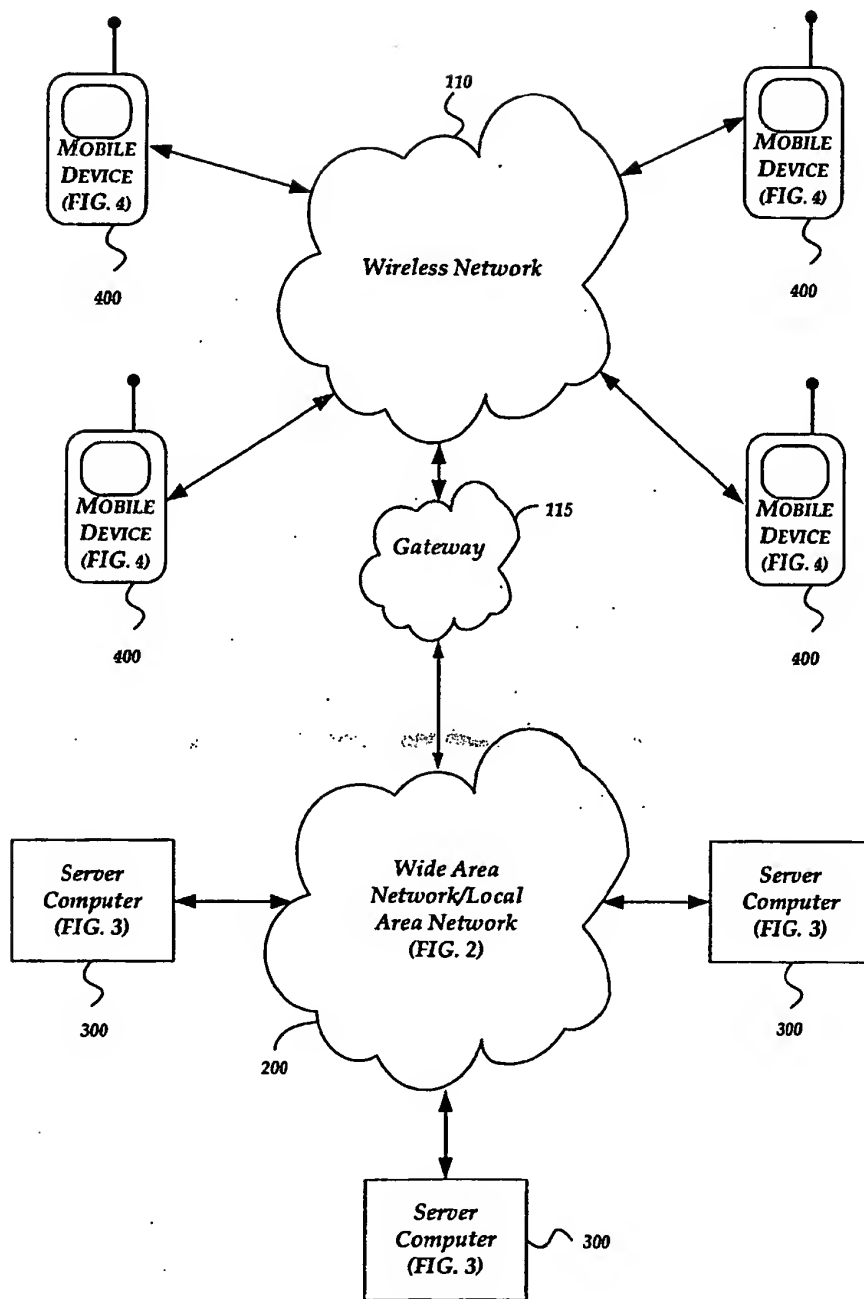 110
MOBILE
DEVICE
(FIG. 4)
400
MOBILE
DEVICE
(FIG. 4)
400
Wireless Network
MOBILE
DEVICE
(FIG. 4)
400
MOBILE
DEVICE
(FIG. 4)
400
115
Gateway
Server
Computer
(FIG. 3)
300
Wide Area
Network/Local
Area Network
(FIG. 2)
200
Server
Computer
(FIG. 3)
300
Server
Computer
(FIG. 3)
300